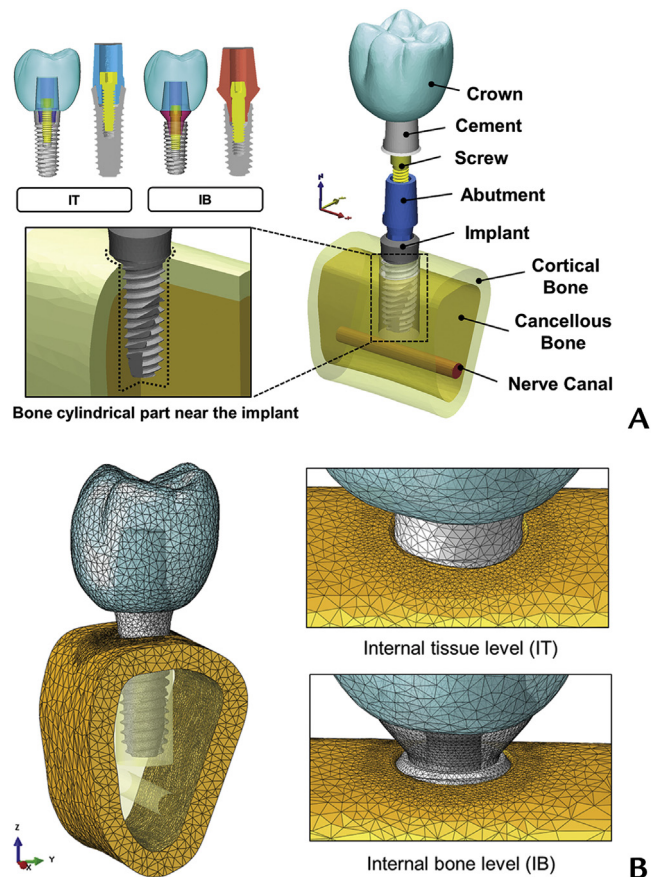 IT
IB
Crown
Cement
Screw
Abutment
Implant
Cortical
Bone
Cancellous
Bone
Nerve Canal
Bone cylindrical part near the implant
A
Internal tissue level (IT)
Internal bone level (IB)
Z
Y
X
B